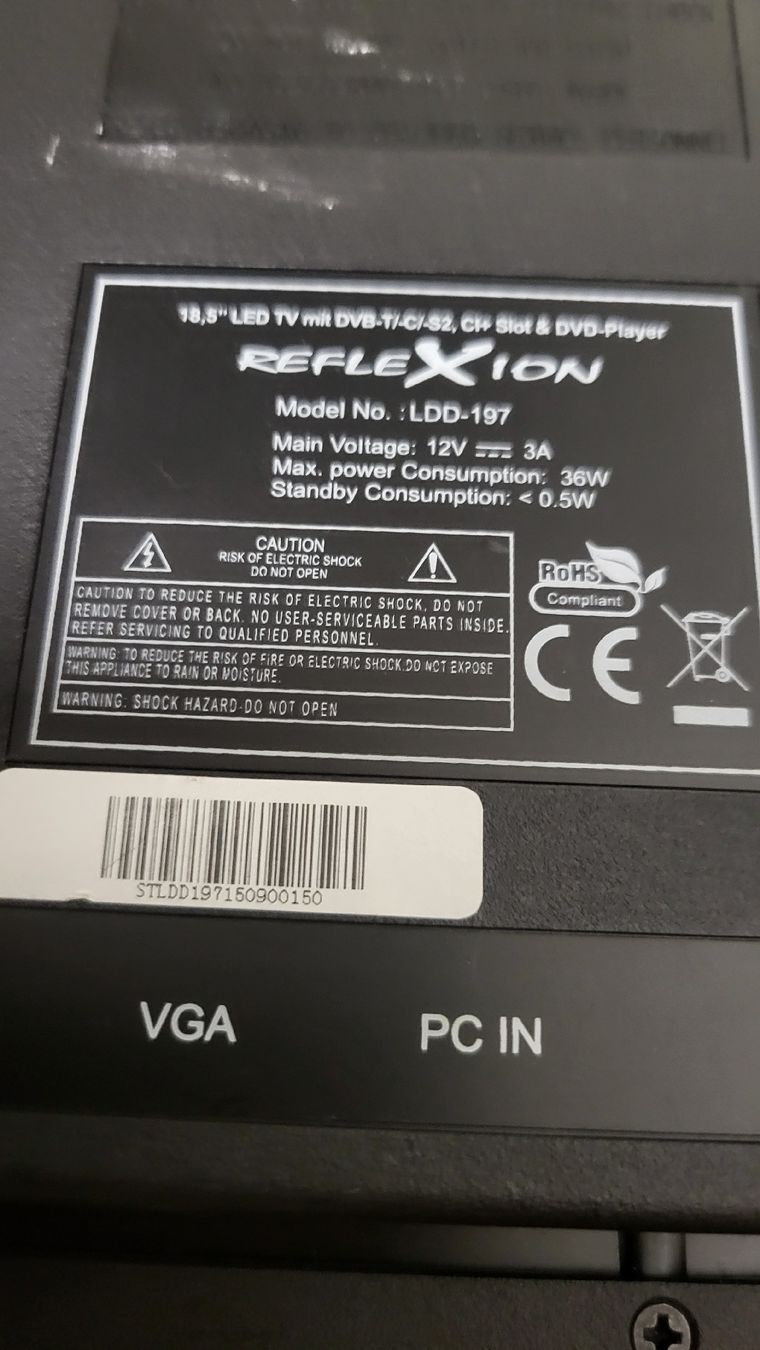 18,5" LED TV mit DVB-T/-C/-S2, CI+ Slot & DVD-Player
REFLEXION
Model No. : LDD-197
Main Voltage: 12V 3A
Max. power Consumption: 36W
Standby Consumption: < 0.5W
CAUTION
RISK OF ELECTRIC SHOCK
DO NOT OPEN
CAUTION TO REDUCE THE RISK OF ELECTRIC SHOCK, DO NOT
REMOVE COVER OR BACK. NO USER-SERVICEABLE PARTS INSIDE.
REFER SERVICING TO QUALIFIED PERSONNEL.
WARNING: TO REDUCE THE RISK OF FIRE OR ELECTRIC SHOCK.DO NOT EXPOSE
THIS APPLIANCE TO RAIN OR MOISTURE.
WARNING: SHOCK HAZARD-DO NOT OPEN
RoHS
Compliant
CE
STLDD197150900150
VGA PC IN